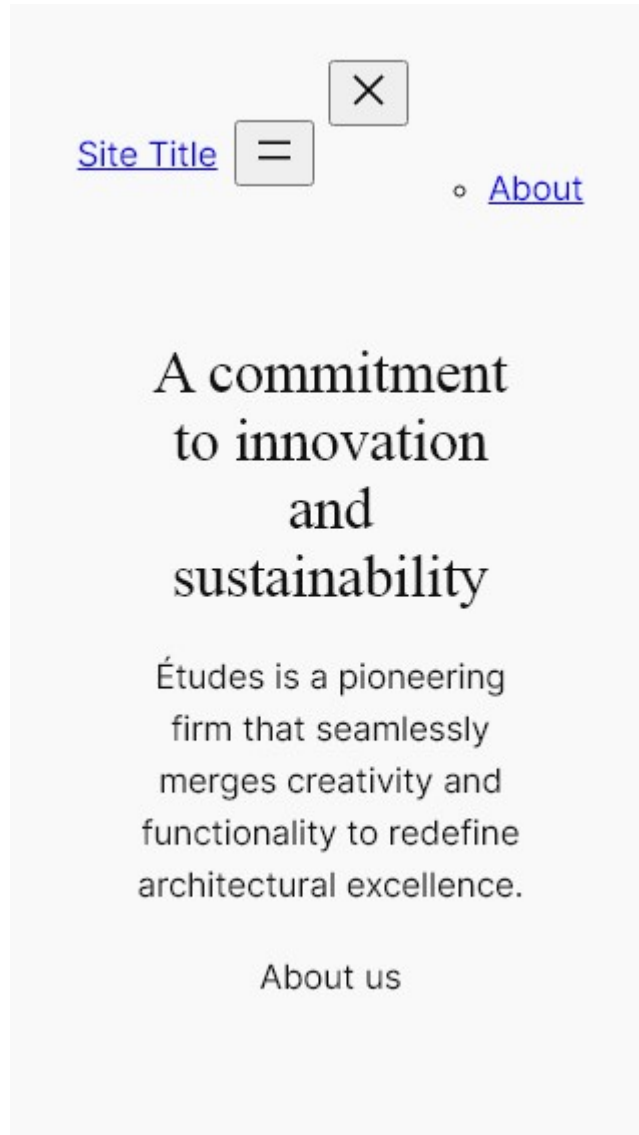 Site Title
About
A commitment
to innovation
and
sustainability
Études is a pioneering
firm that seamlessly
merges creativity and
functionality to redefine
architectural excellence.
About us